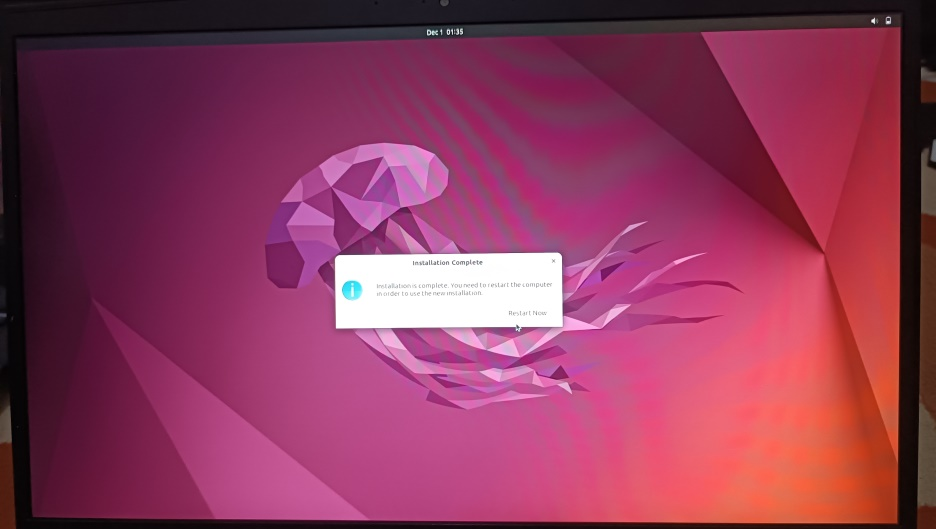 Dec 1 01:35
Installation Complete
Installation is complete. You need to restart the computer
in order to use the new installation.
Restart Now